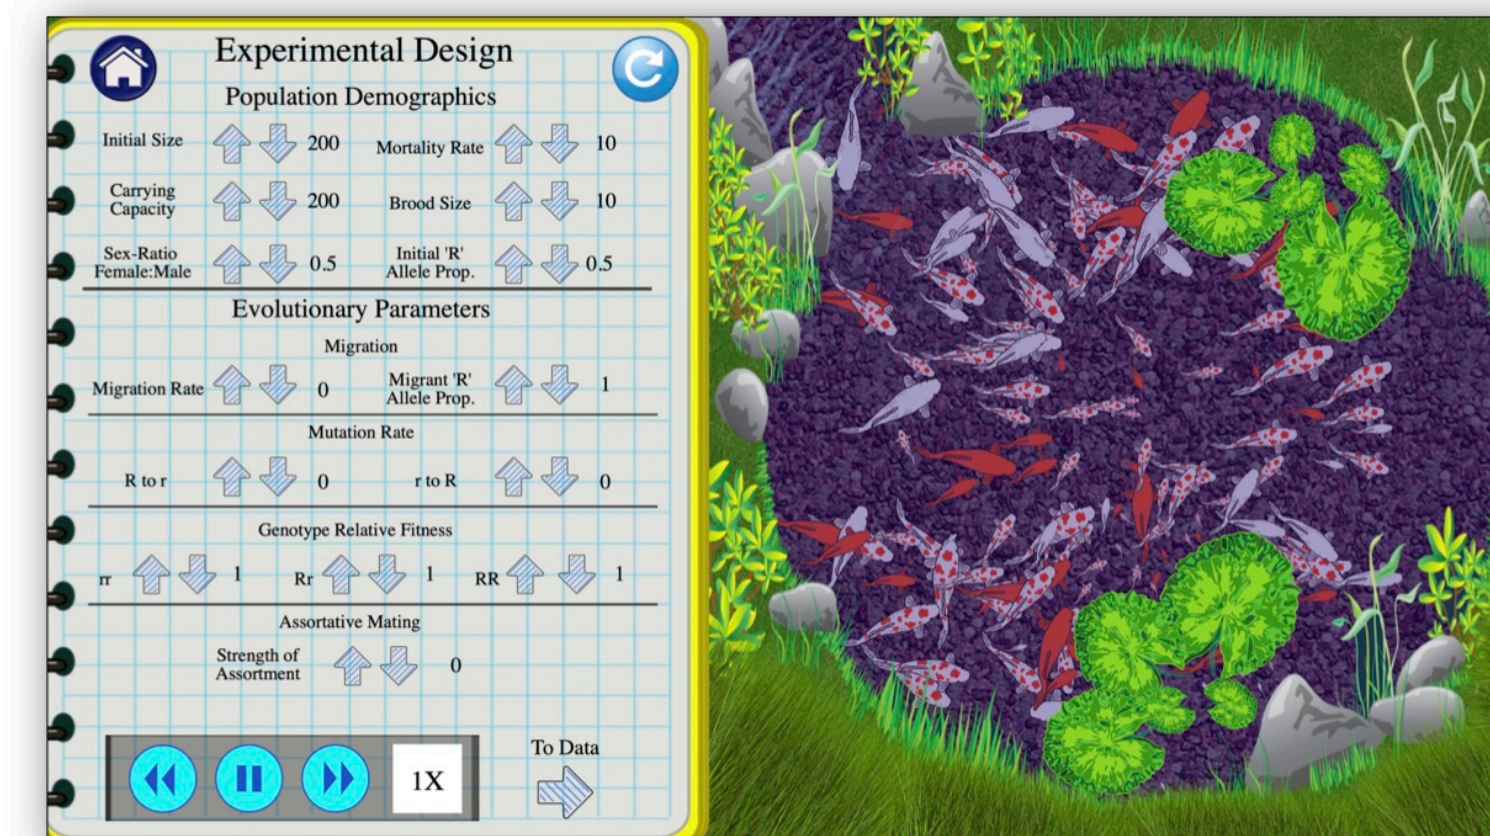 Experimental Design
Population Demographics
Initial Size 200 Mortality Rate 10
Carrying
Capacity 200 Brood Size 10
Sex-Ratio
Female:Male 0.5 Initial 'R'
Allele Prop. 0.5
Evolutionary Parameters
Migration
Migration Rate 0 Migrant 'R'
Allele Prop. 1
Mutation Rate
R to r 0 r to R 0
Genotype Relative Fitness
rr 1 Rr 1 RR 1
Assortative Mating
Strength of
Assortment 0
1X
To Data